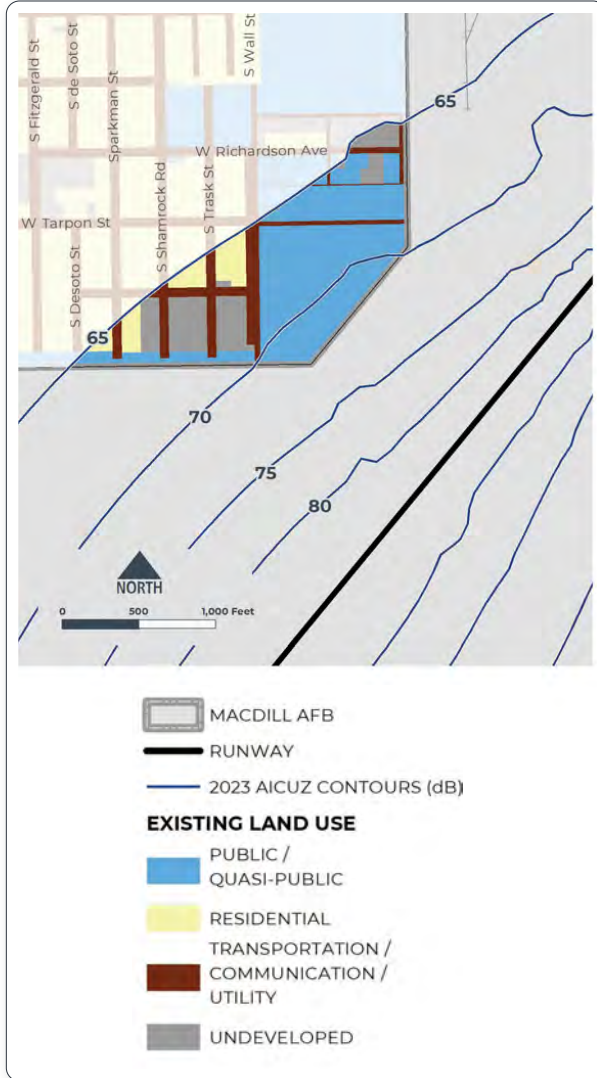 S Fitzgerald St
S de Soto St
Sparkman St
S Wall St
65
W Richardson Ave
S Shamrock Rd
S Trask St
W Tarpon St
S Desoto St
65
70
75
80
NORTH
0 500 1,000 Feet
MACDILL AFB
RUNWAY
2023 AICUZ CONTOURS (dB)
EXISTING LAND USE
PUBLIC /
QUASI-PUBLIC
RESIDENTIAL
TRANSPORTATION /
COMMUNICATION /
UTILITY
UNDEVELOPED